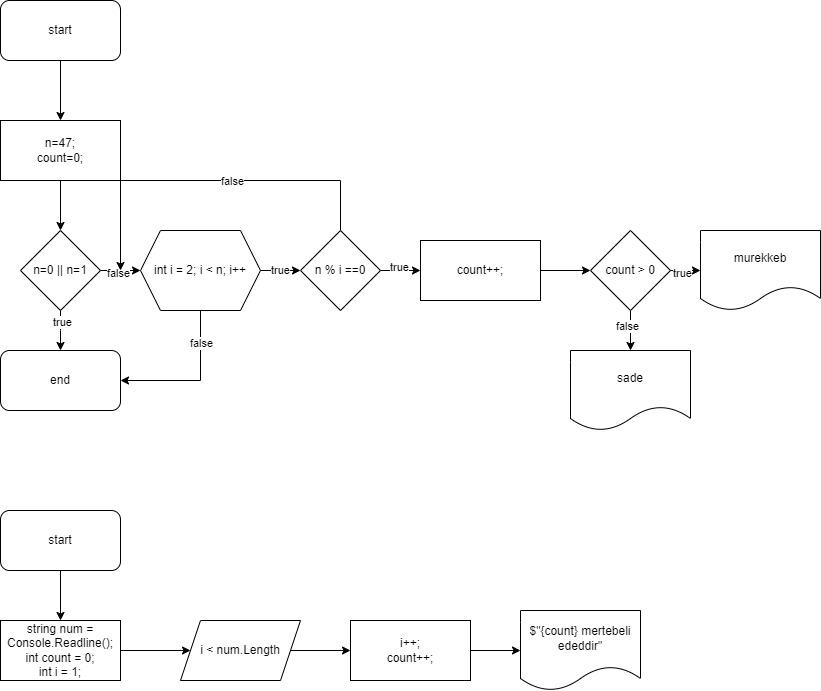 start
n=47;
count=0;
false
n=0 || n=1
false
int i = 2; i < n; i++
true
n % i ==0
true
count++;
count > 0
true
murekkeb
true
false
false
end
sade
start
string num =
Console.Readline();
int count = 0;
int i = 1;
i < num.Length
i++;
count++;
$"{count} mertebeli
ededdir"